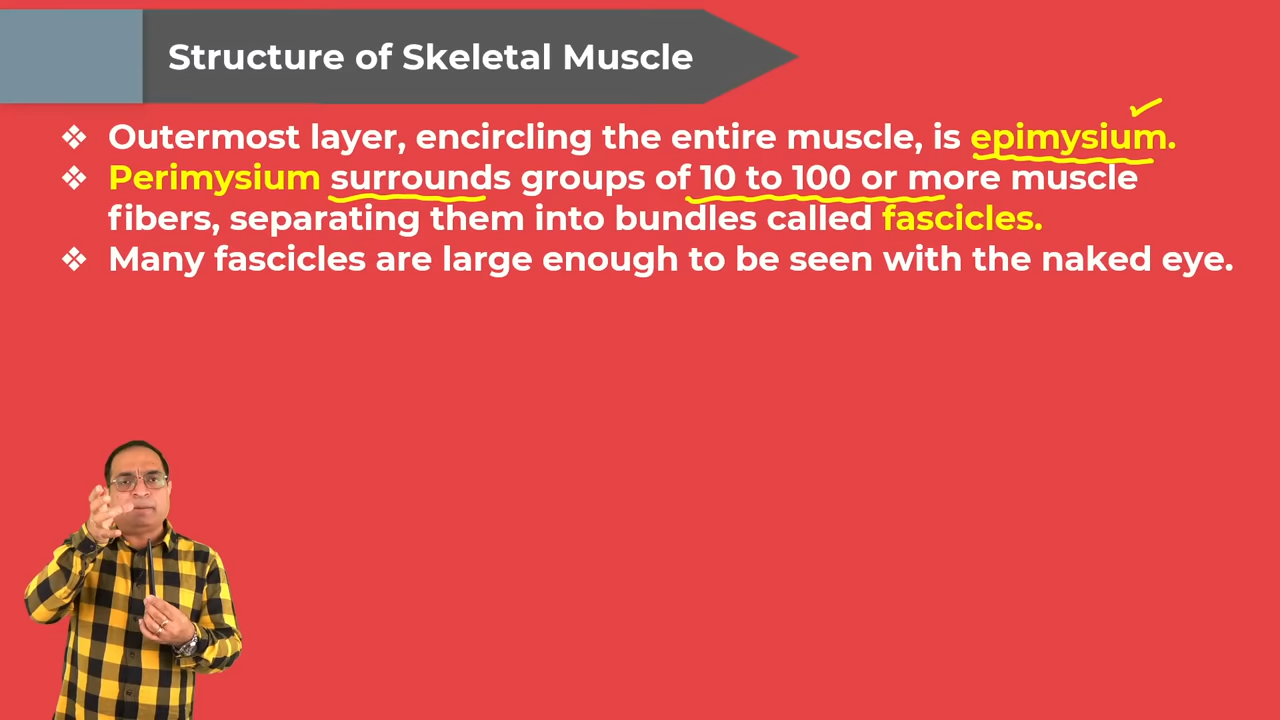 Structure of Skeletal Muscle
❖ Outermost layer, encircling the entire muscle, is epimysium.
❖ Perimysium surrounds groups of 10 to 100 or more muscle
fibers, separating them into bundles called fascicles.
❖ Many fascicles are large enough to be seen with the naked eye.